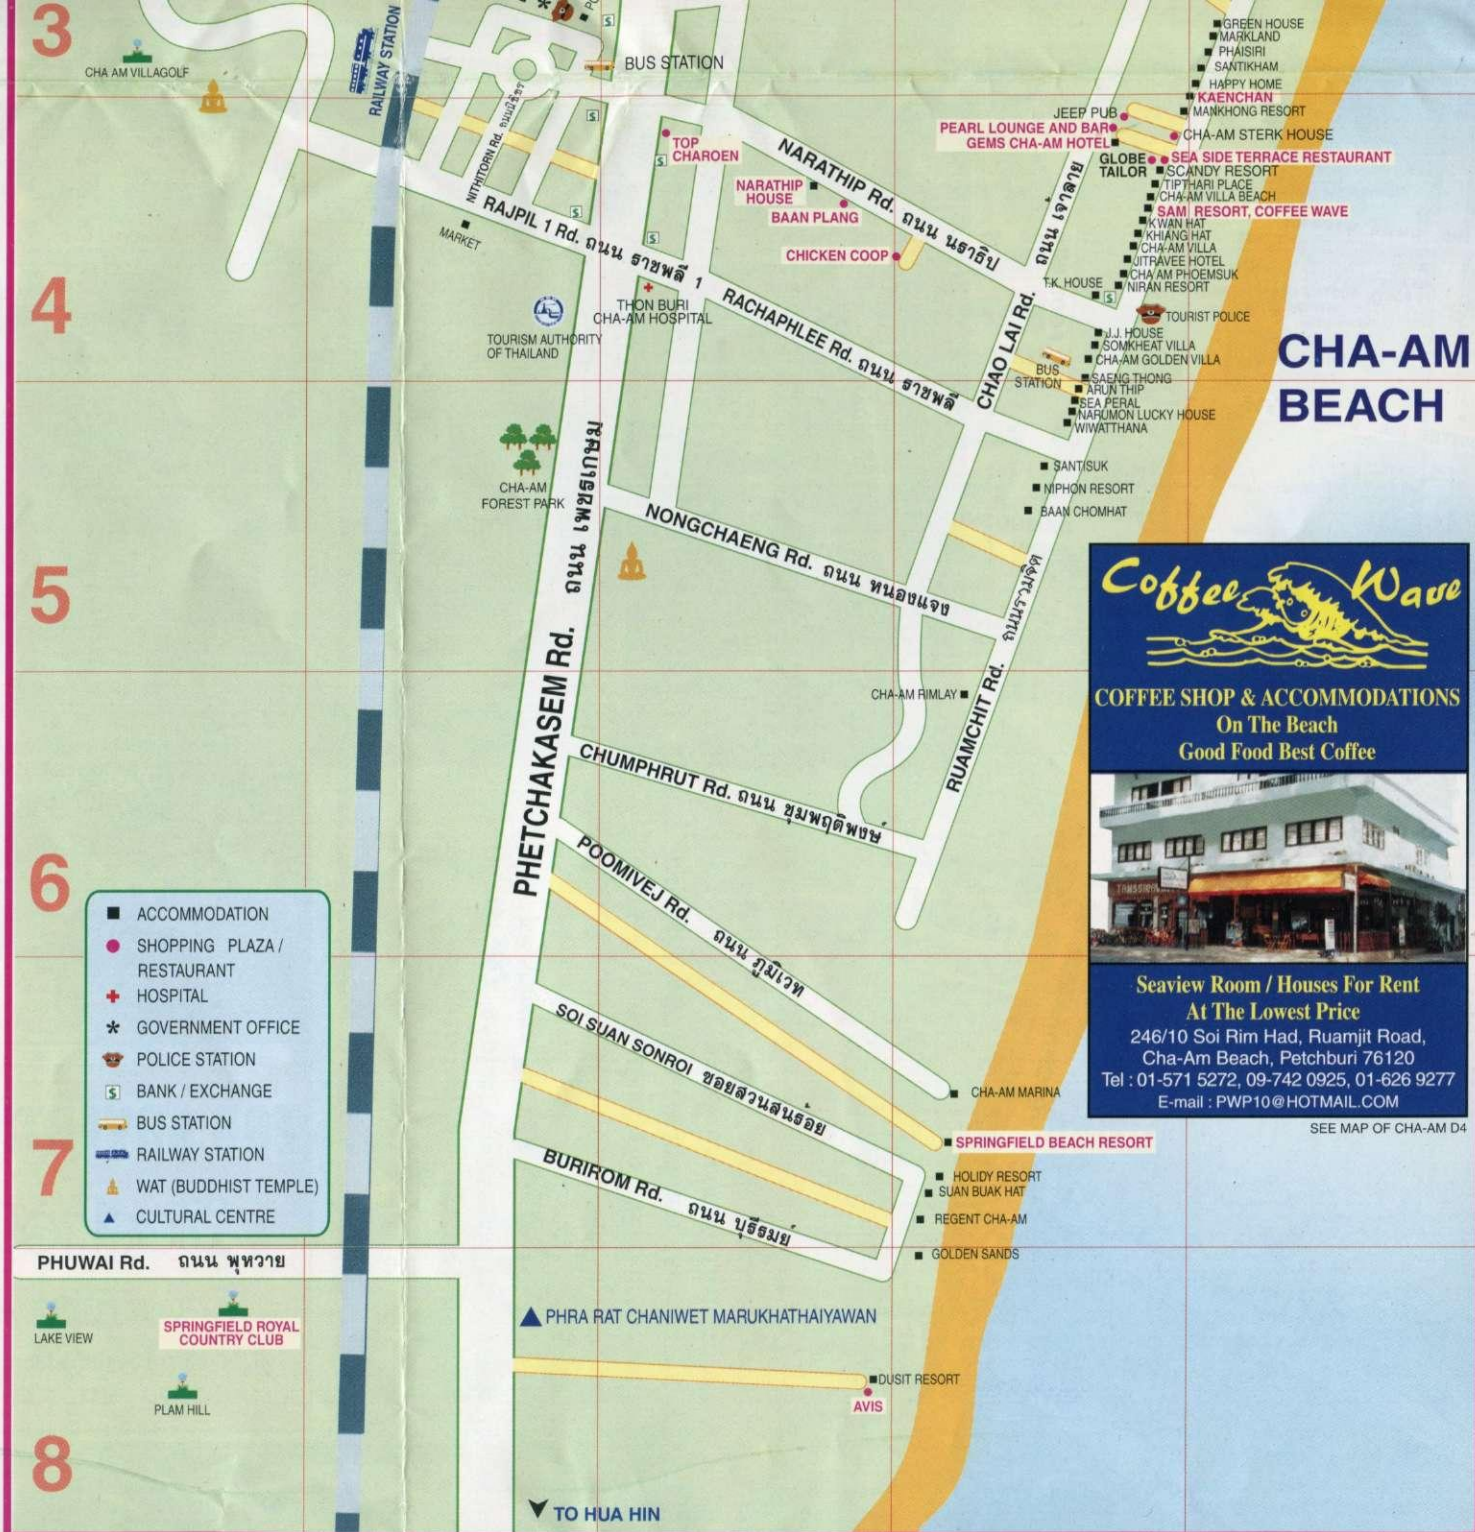 3
CHA AM VILLAGOLF
RAILWAY STATION
BUS STATION
GREEN HOUSE
MARKLAND
PHAISIRI
SANTIKHAM
HAPPY HOME
KAENCHAN
MANKHONG RESORT
JEEP PUB
PEARL LOUNGE AND BAR
GEMS CHA-AM HOTEL
CHA-AM STERK HOUSE
GLOBE
TAILOR
SEA SIDE TERRACE RESTAURANT
SCANDY RESORT
TIPTHARI PLACE
CHA-AM VILLA BEACH
SAM RESORT, COFFEE WAVE
KWAN HAT
KHIANG HAT
CHA-AM VILLA
JITRAVEE HOTEL
CHA AM PHOEMSUK
NIRAN RESORT
T.K. HOUSE
TOURIST POLICE
TOP
CHAROEN
NARATHIP
HOUSE
BAAN PLANG
CHICKEN COOP
NARATHIP Rd. ถนน นราธิป
NITHITORN Rd.
MARKET
RAJPIL 1 Rd. ถนน ราชพลี 1
RACHAPHLEE Rd. ถนน ราชพลี
CHAO LAI Rd. ถนน เจาลาย
4
THON BURI
CHA-AM HOSPITAL
TOURISM AUTHORITY
OF THAILAND
J.J. HOUSE
SOMKHEAT VILLA
CHA-AM GOLDEN VILLA
BUS
STATION
SAENG THONG
ARUN THIP
SEA PERAL
NARUMON LUCKY HOUSE
WIWATTHANA
CHA-AM
BEACH
SANTISUK
NIPHON RESORT
BAAN CHOMHAT
CHA-AM
FOREST PARK
PHETCHAKASEM Rd. ถนน เพชรเกษม
NONGCHAENG Rd. ถนน หนองแจง
5
RUAMCHIT Rd. ถนนรวมจิต
CHA-AM RIMLAY
CHUMPHRUT Rd. ถนน ชุมพฤติพงษ์
POOMIVEJ Rd. ถนน ภูมิเวท
6
Coffee Wave
COFFEE SHOP & ACCOMMODATIONS
On The Beach
Good Food Best Coffee
Seaview Room / Houses For Rent
At The Lowest Price
246/10 Soi Rim Had, Ruamjit Road,
Cha-Am Beach, Petchburi 76120
Tel : 01-571 5272, 09-742 0925, 01-626 9277
E-mail : PWP10@HOTMAIL.COM
SEE MAP OF CHA-AM D4
ACCOMMODATION
SHOPPING PLAZA /
RESTAURANT
HOSPITAL
GOVERNMENT OFFICE
POLICE STATION
BANK / EXCHANGE
BUS STATION
RAILWAY STATION
WAT (BUDDHIST TEMPLE)
CULTURAL CENTRE
SOI SUAN SONROI ซอยสวนสนร้อย
CHA-AM MARINA
SPRINGFIELD BEACH RESORT
7
BURIROM Rd. ถนน บุรีรมย์
HOLIDY RESORT
SUAN BUAK HAT
REGENT CHA-AM
GOLDEN SANDS
PHUWAI Rd. ถนน พุหวาย
LAKE VIEW
SPRINGFIELD ROYAL
COUNTRY CLUB
PHRA RAT CHANIWET MARUKHATHAIYAWAN
PLAM HILL
DUSIT RESORT
AVIS
8
TO HUA HIN